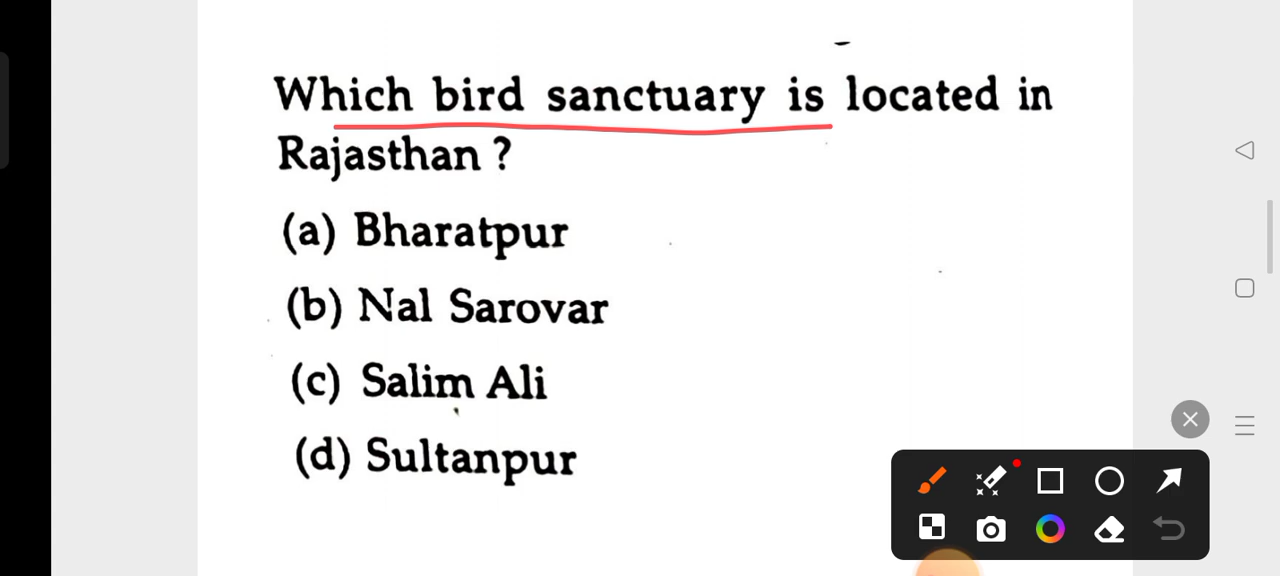 Which bird sanctuary is located in
Rajasthan ?
(a) Bharatpur
(b) Nal Sarovar
(c) Salim Ali
(d) Sultanpur